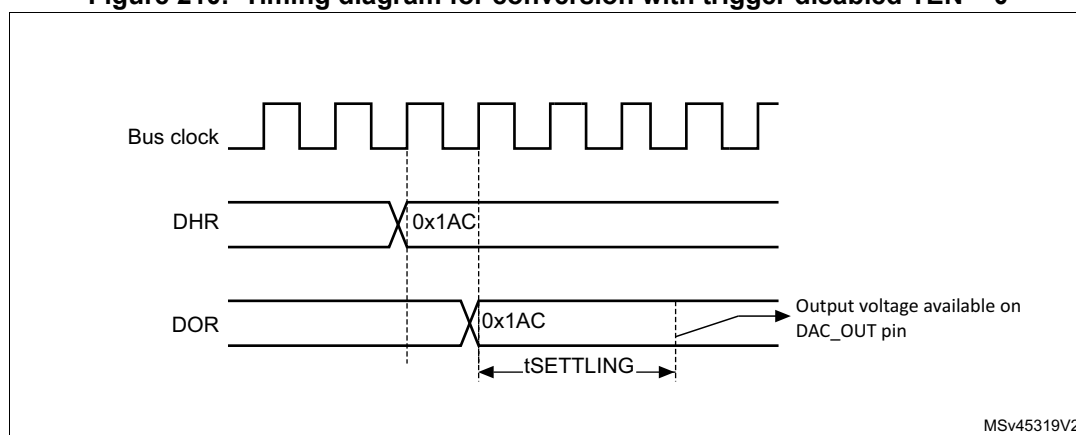 Figure 210. Timing diagram for conversion with trigger disabled TEN = 0
Bus clock
DHR
0x1AC
DOR
0x1AC
Output voltage available on
DAC_OUT pin
tSETTLING
MSv45319V2